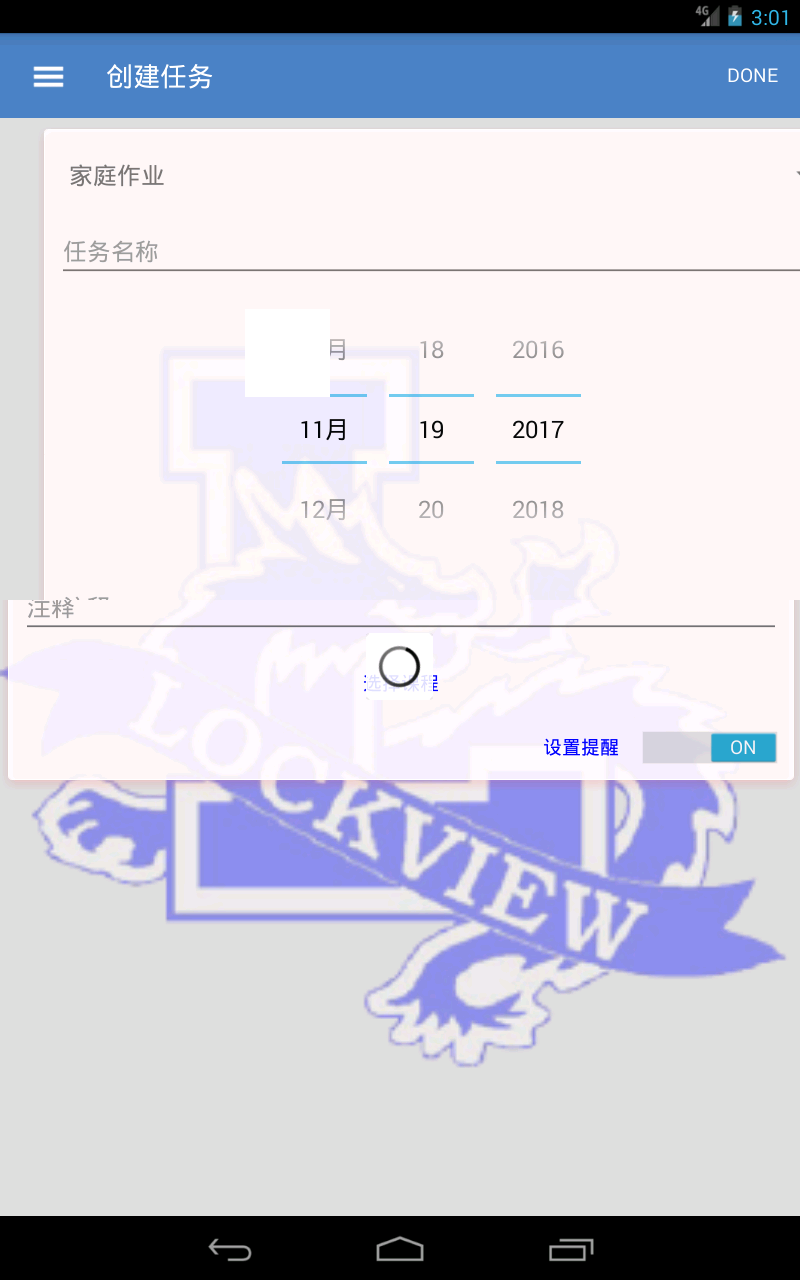 4G 3:01
创建任务 DONE
家庭作业
任务名称
月 18 2016
11月 19 2017
12月 20 2018
注释
选择课程
设置提醒 ON
LOCKVIEW